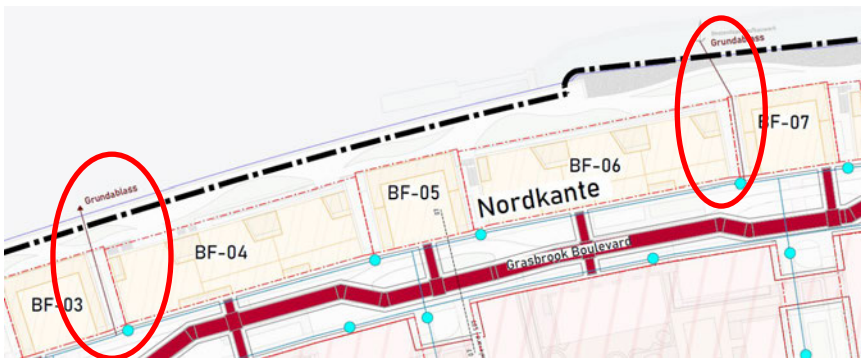 Grundablass
Grundablass
BF-07
BF-06
BF-05
Nordkante
BF-04
Grasbrook Boulevard
BF-03